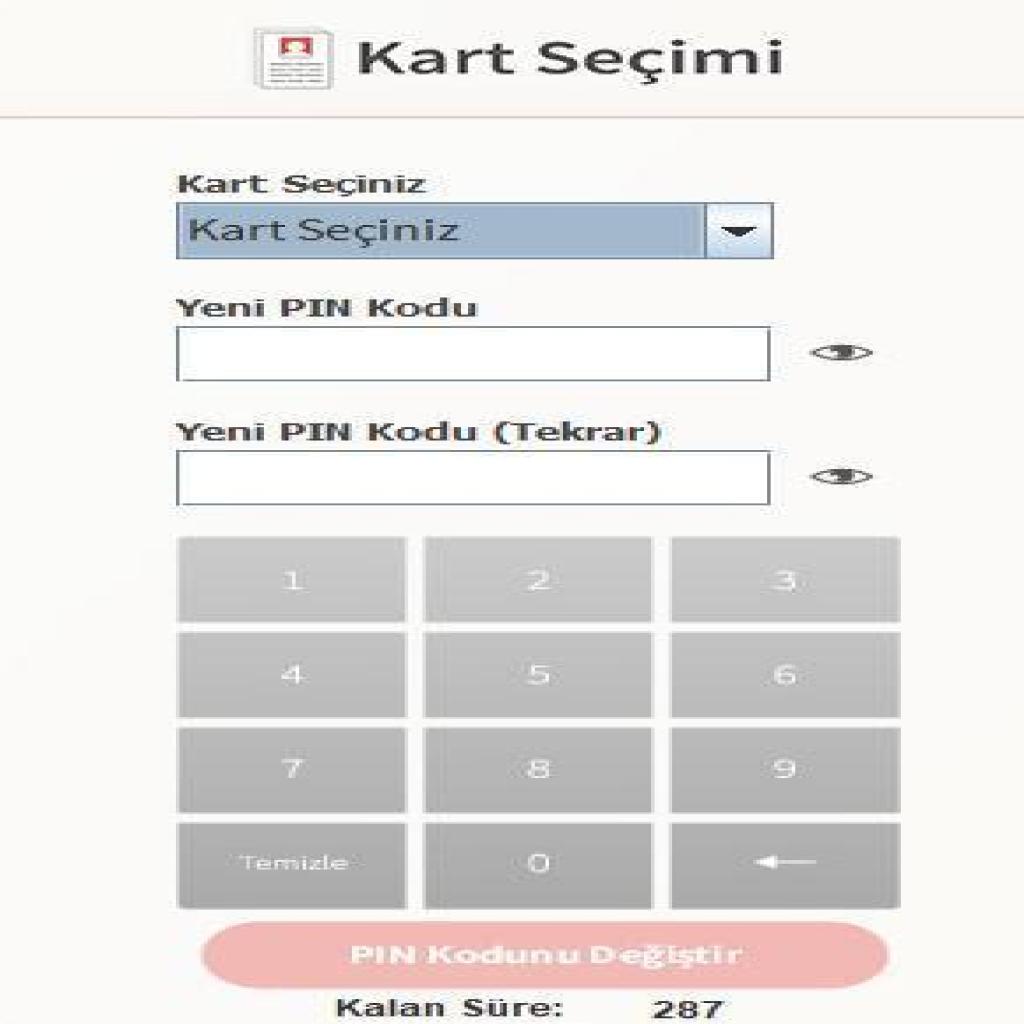 Kart Seçimi
Kart Seçiniz
Kart Seçiniz
Yeni PIN Kodu
Yeni PIN Kodu (Tekrar)
1 2 3
4 5 6
7 8 9
Temizle 0
PIN Kodunu Değiştir
Kalan Süre: 287